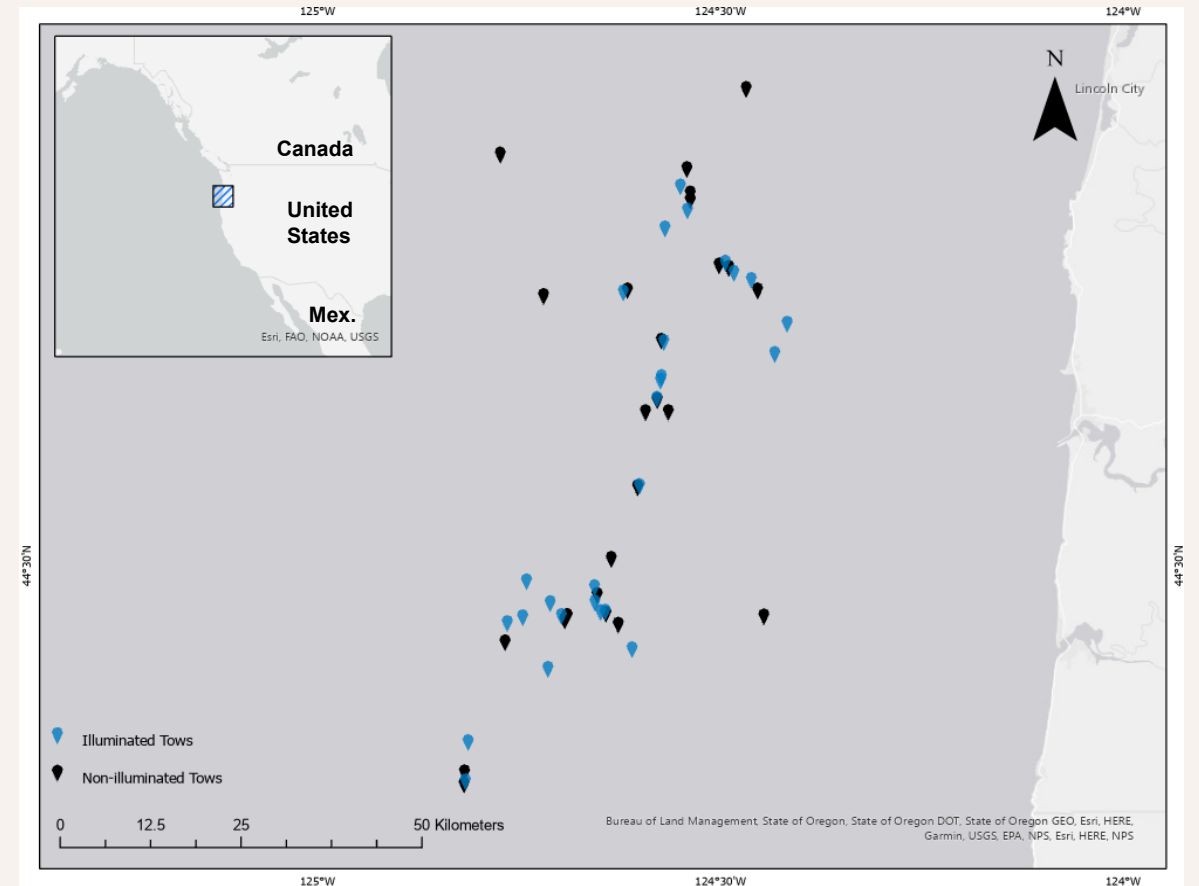 125°W
124°30'W
124°W
N
Lincoln City
Canada
United
States
Mex.
Esri, FAO, NOAA, USGS
44°30'N
44°30'N
Illuminated Tows
Non-illuminated Tows
0
12.5
25
50 Kilometers
Bureau of Land Management, State of Oregon, State of Oregon DOT, State of Oregon GEO, Esri, HERE,
Garmin, USGS, EPA, NPS, Esri, HERE, NPS
125°W
124°30'W
124°W